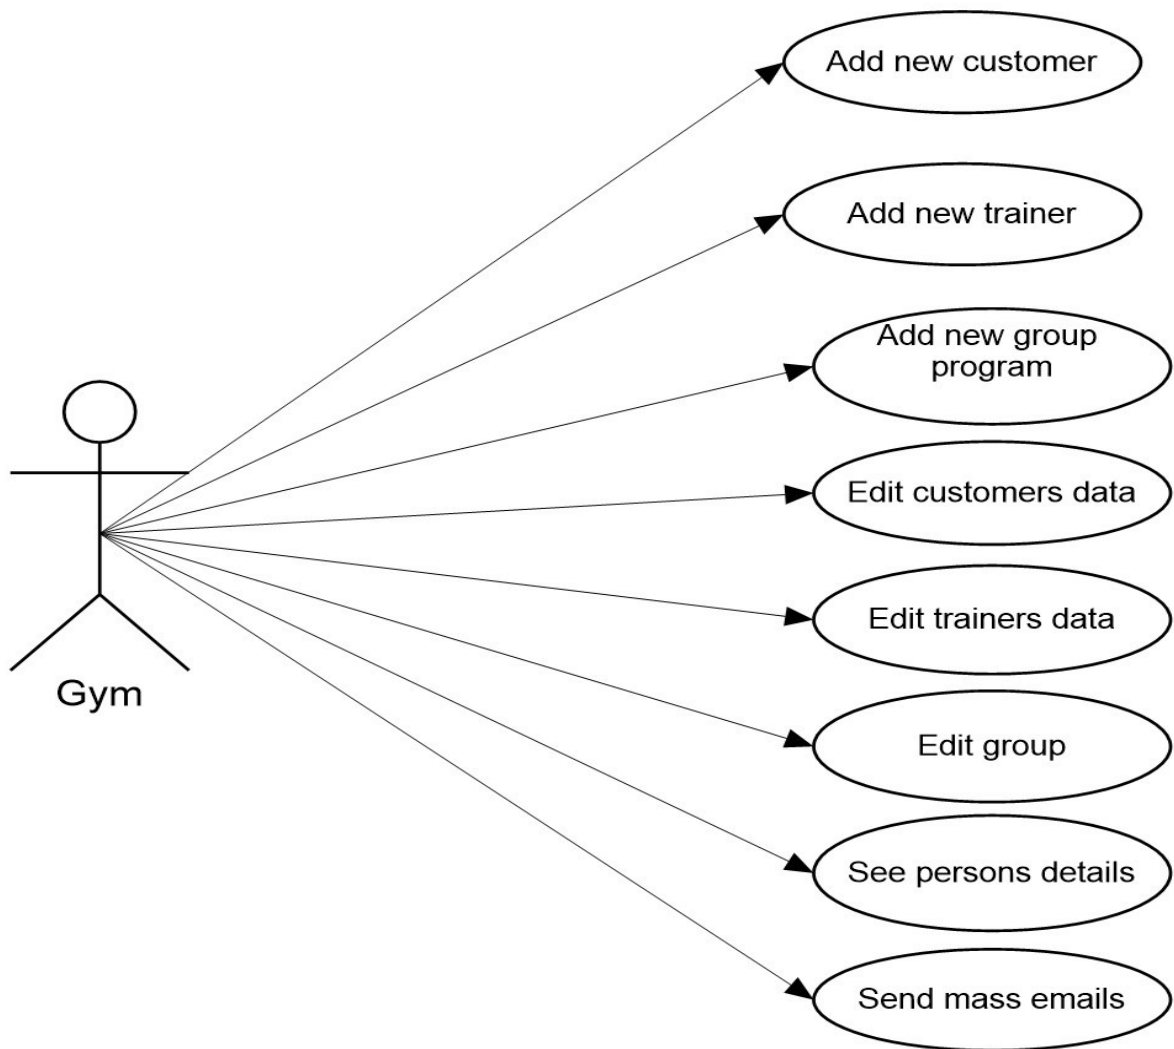 Add new customer
Add new trainer
Add new group
program
Edit customers data
Edit trainers data
Gym
Edit group
See persons details
Send mass emails